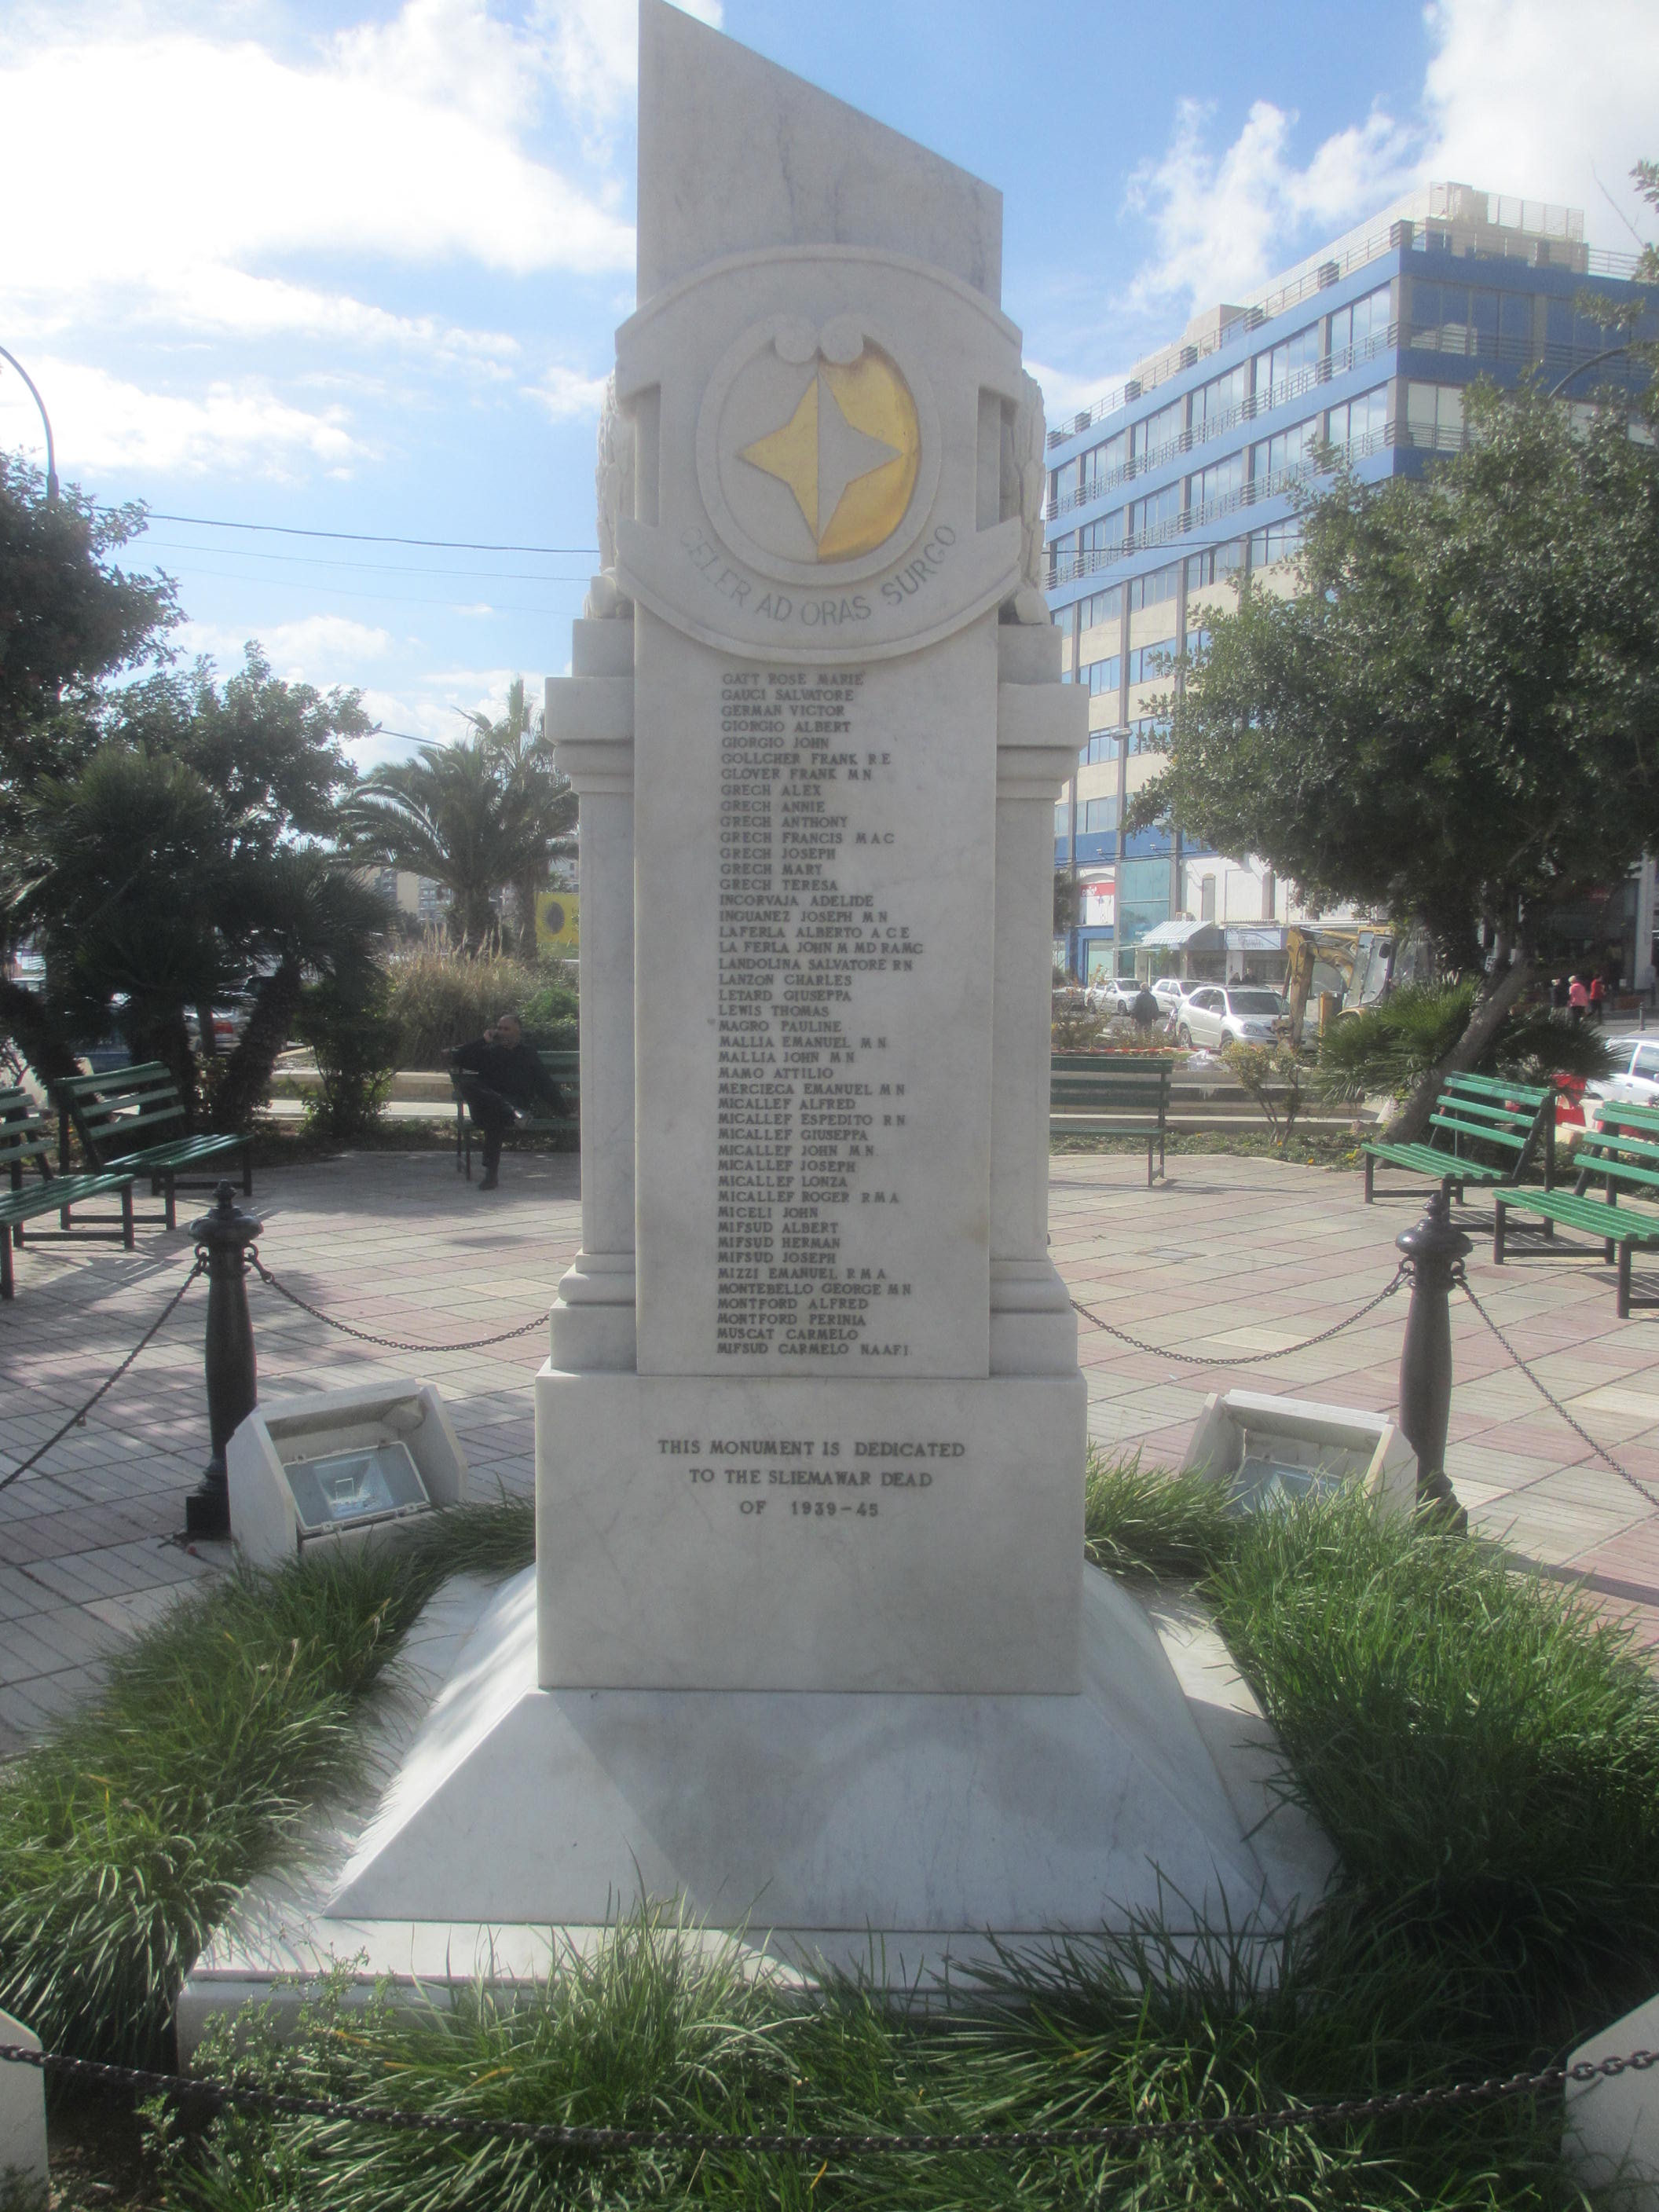 CELER AD ORAS SURGO
GATT ROSE MARIE
GAUCI SALVATORE
GERMAN VICTOR
GIORGIO ALBERT
GIORGIO JOHN
GOLLCHER FRANK R E
GLOVER FRANK M N
GRECH ALEX
GRECH ANNIE
GRECH ANTHONY
GRECH FRANCIS M A C
GRECH JOSEPH
GRECH MARY
GRECH TERESA
INCORVAJA ADELIDE
INGUANEZ JOSEPH M N
LAFERLA ALBERTO A C E
LA FERLA JOHN M MD RAMC
LANDOLINA SALVATORE R N
LANZON CHARLES
LETARD GIUSEPPA
LEWIS THOMAS
MAGRO PAULINE
MALLIA EMANUEL M N
MALLIA JOHN M N
MAMO ATTILIO
MERCIECA EMANUEL M N
MICALLEF ALFRED
MICALLEF ESPEDITO R N
MICALLEF GIUSEPPA
MICALLEF JOHN M N
MICALLEF JOSEPH
MICALLEF LONZA
MICALLEF ROGER R M A
MICELI JOHN
MIFSUD ALBERT
MIFSUD HERMAN
MIFSUD JOSEPH
MIZZI EMANUEL R M A
MONTEBELLO GEORGE M N
MONTFORD ALFRED
MONTFORD PERINIA
MUSCAT CARMELO
MIFSUD CARMELO N A A F I
THIS MONUMENT IS DEDICATED
TO THE SLIEMA WAR DEAD
OF 1939-45